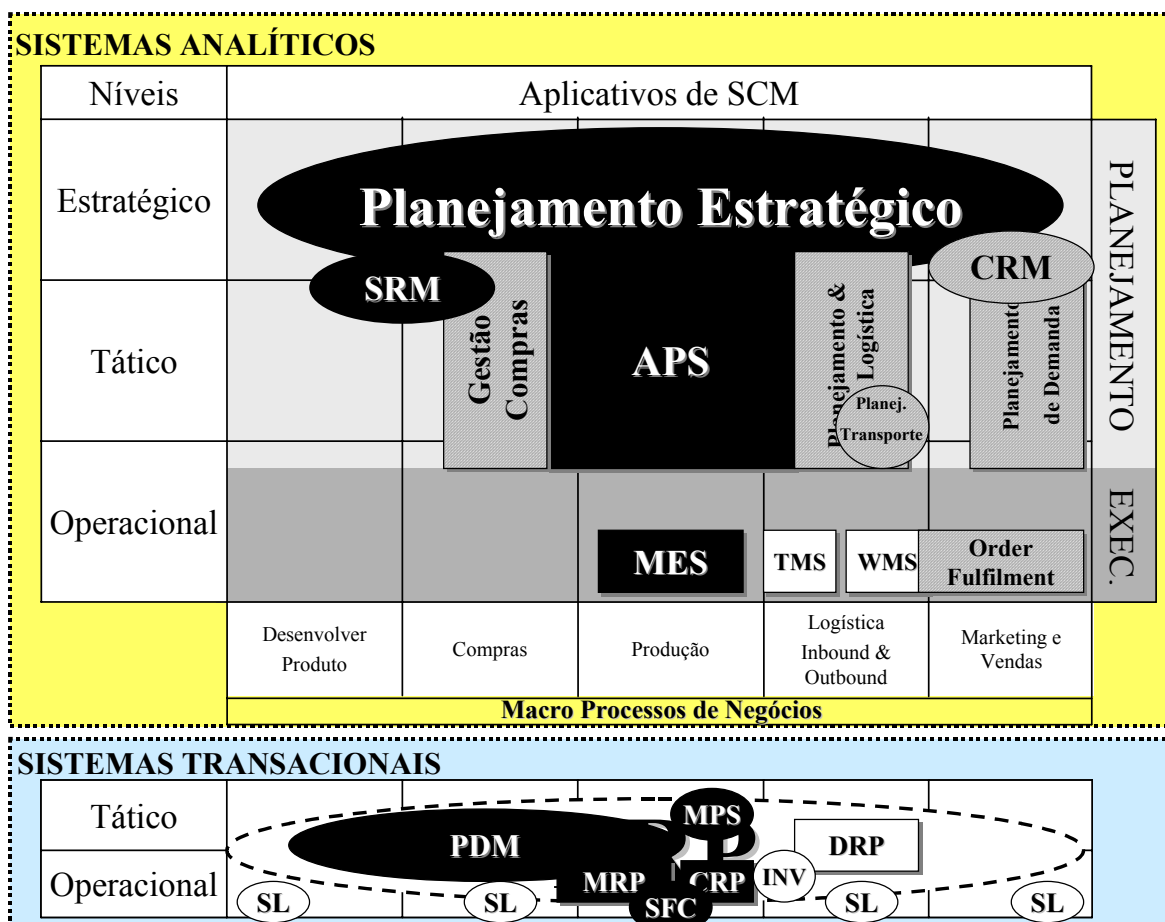 SISTEMAS ANALÍTICOS
Níveis
Aplicativos de SCM
Estratégico
Planejamento Estratégico
SRM
CRM
Tático
Gestão
Compras
APS
Planejamento &
Logística
Planej.
Transporte
Planejamento
de Demanda
PLANEJAMENTO
Operacional
MES
TMS
WMS
Order
Fulfilment
EXEC.
Desenvolver
Produto
Compras
Produção
Logística
Inbound &
Outbound
Marketing e
Vendas
Macro Processos de Negócios
SISTEMAS TRANSACIONAIS
Tático
MPS
PDM
DRP
Operacional
MRP
CRP
INV
SL
SL
SFC
SL
SL